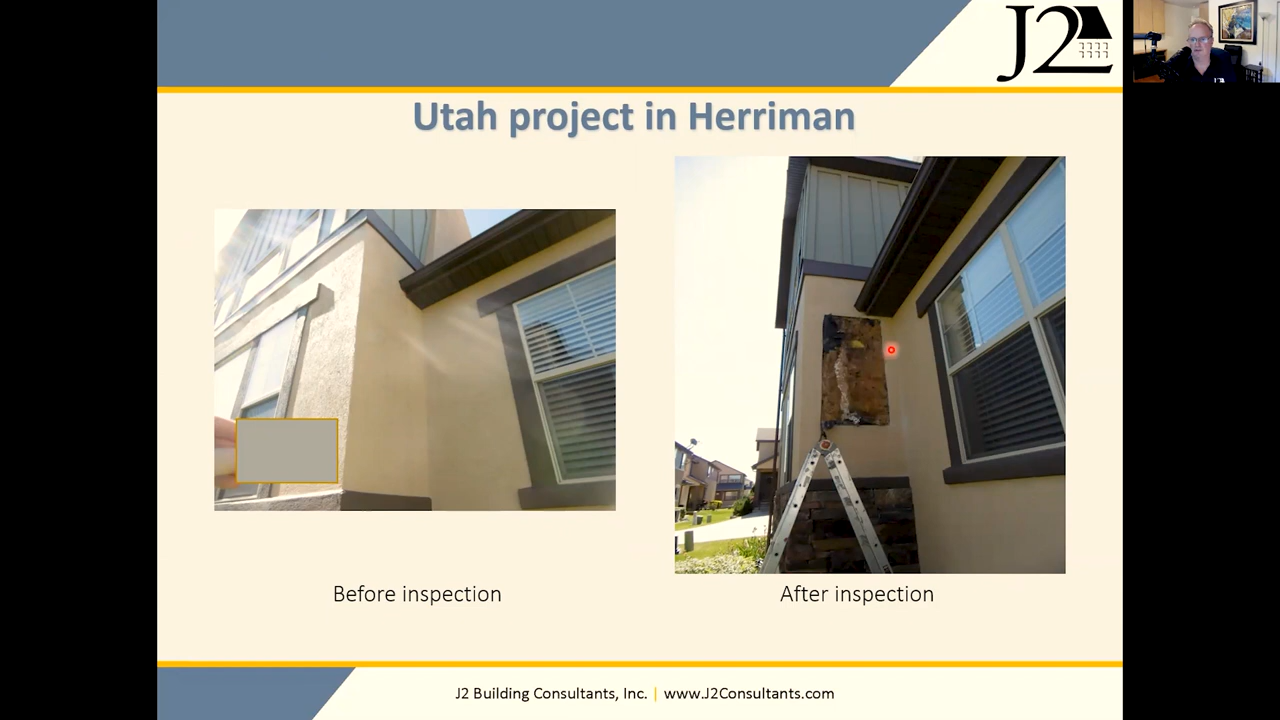 J2
Utah project in Herriman
Before inspection
After inspection
J2 Building Consultants, Inc. | www.J2Consultants.com